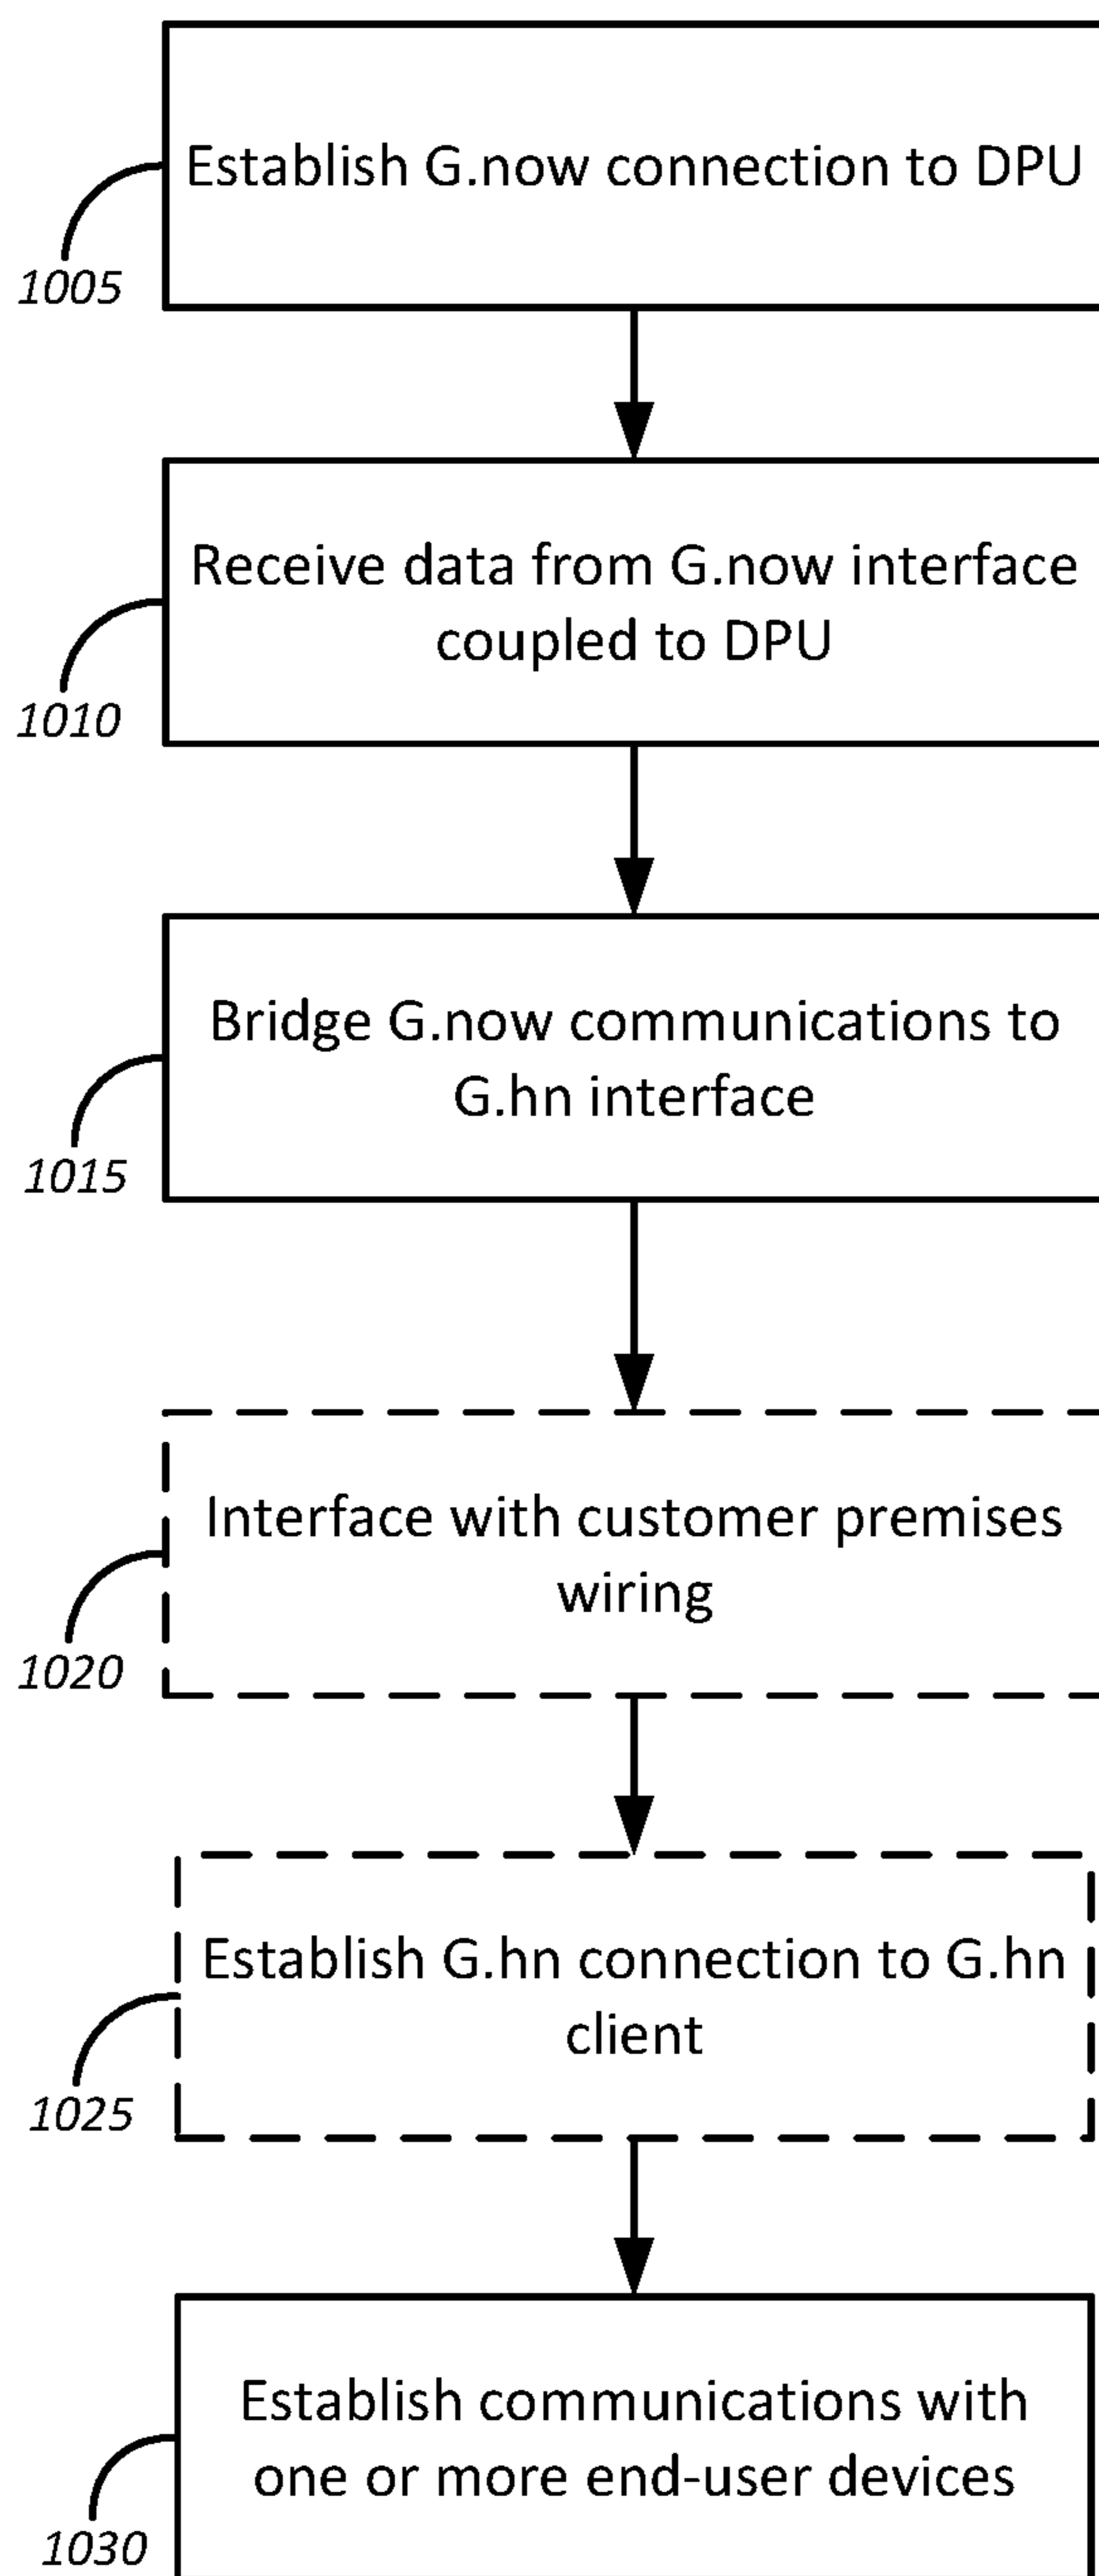 Establish G.now connection to DPU
1005
Receive data from G.now interface
coupled to DPU
1010
Bridge G.now communications to
G.hn interface
1015
Interface with customer premises
wiring
1020
Establish G.hn connection to G.hn
client
1025
Establish communications with
one or more end-user devices
1030